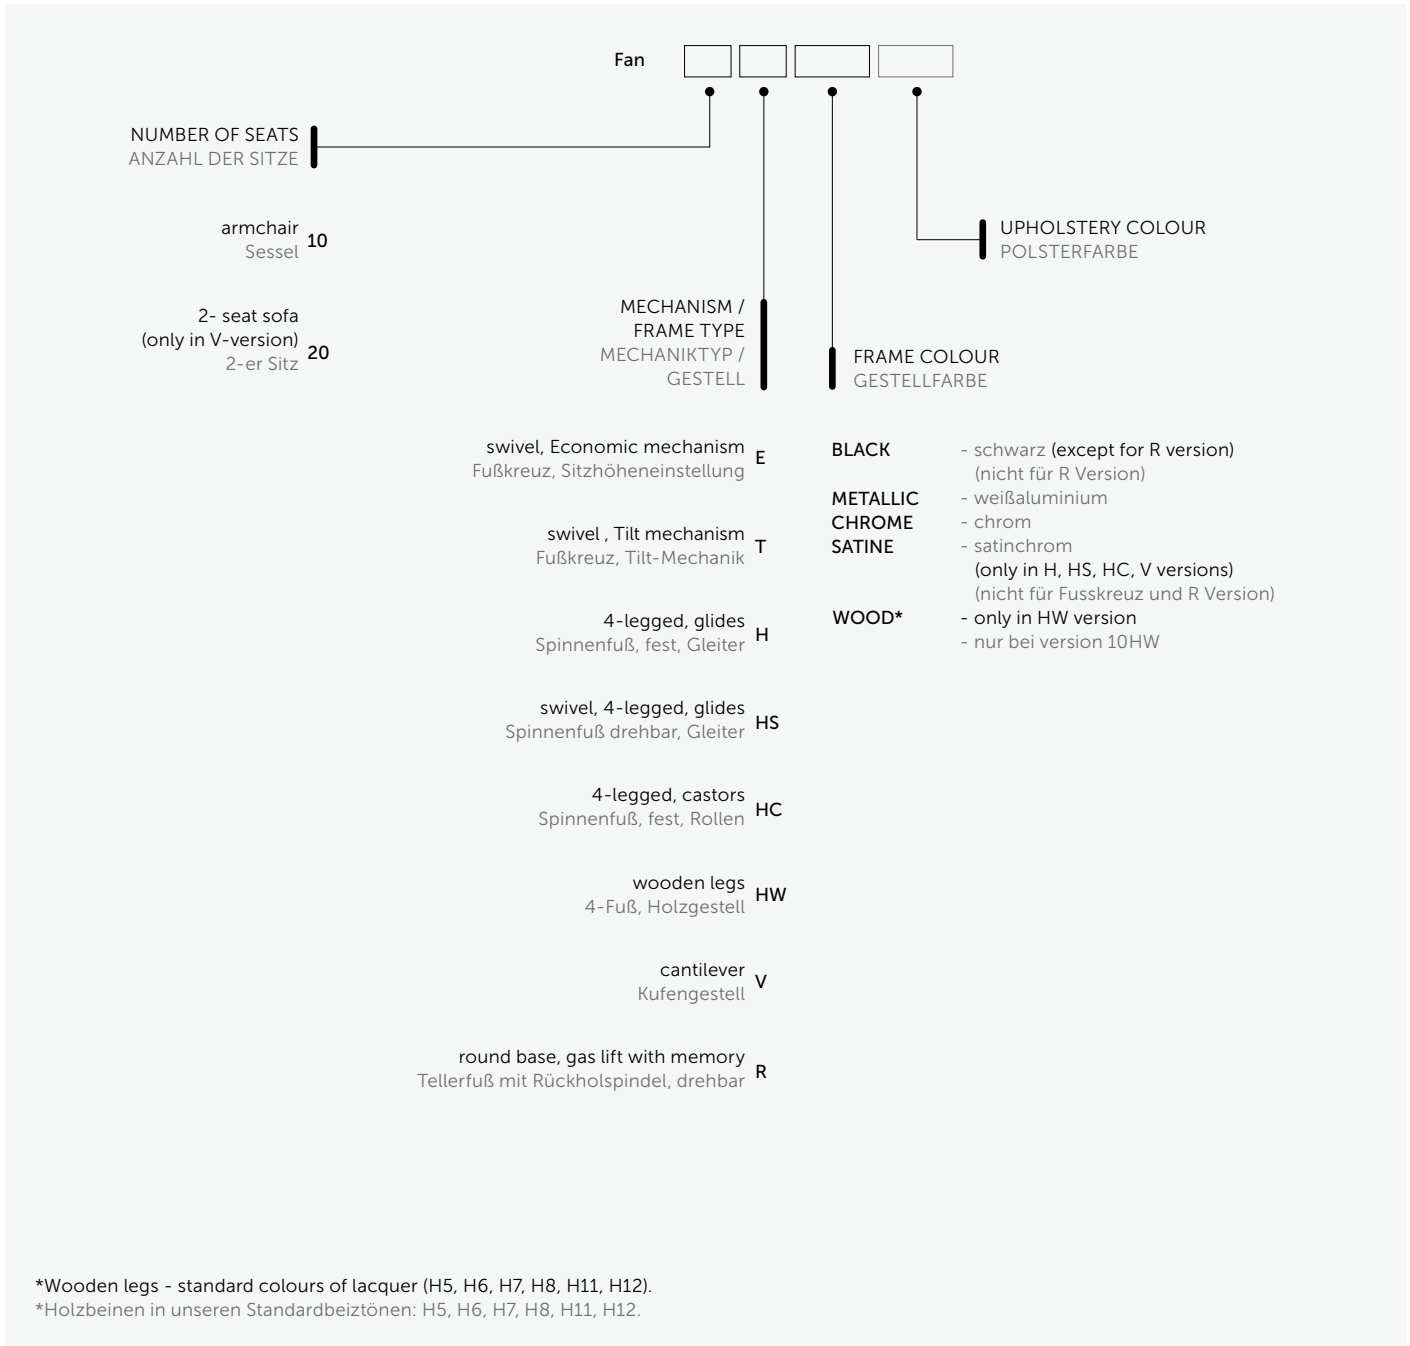 Fan
NUMBER OF SEATS
ANZAHL DER SITZE
armchair
Sessel
10
2- seat sofa
(only in V-version)
2-er Sitz
20
UPHOLSTERY COLOUR
POLSTERFARBE
MECHANISM /
FRAME TYPE
MECHANIKTYP /
GESTELL
FRAME COLOUR
GESTELLFARBE
swivel, Economic mechanism
Fußkreuz, Sitzhöheneinstellung
E
swivel , Tilt mechanism
Fußkreuz, Tilt-Mechanik
T
4-legged, glides
Spinnenfuß, fest, Gleiter
H
swivel, 4-legged, glides
Spinnenfuß drehbar, Gleiter
HS
4-legged, castors
Spinnenfuß, fest, Rollen
HC
wooden legs
4-Fuß, Holzgestell
HW
cantilever
Kufengestell
V
round base, gas lift with memory
Tellerfuß mit Rückholspindel, drehbar
R
BLACK - schwarz (except for R version)
(nicht für R Version)
METALLIC - weißaluminium
CHROME - chrom
SATINE - satinchrom
(only in H, HS, HC, V versions)
(nicht für Fusskreuz und R Version)
WOOD* - only in HW version
- nur bei version 10HW
*Wooden legs - standard colours of lacquer (H5, H6, H7, H8, H11, H12).
*Holzbeinen in unseren Standardbeiztönen: H5, H6, H7, H8, H11, H12.